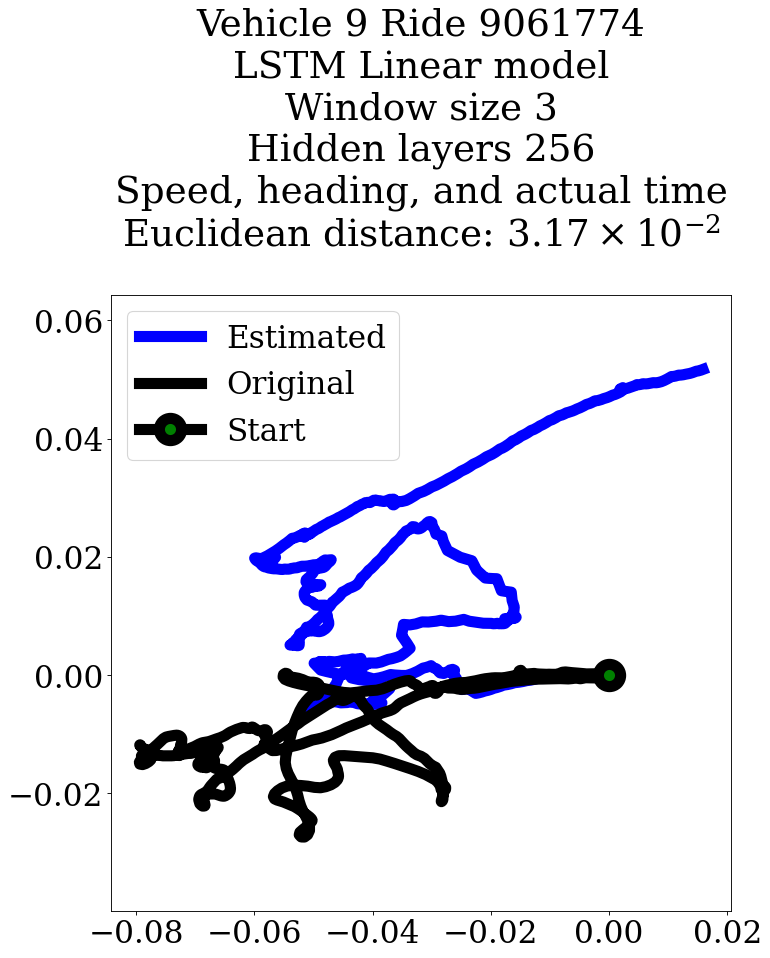 Vehicle 9 Ride 9061774
LSTM Linear model
Window size 3
Hidden layers 256
Speed, heading, and actual time
Euclidean distance: 3.17 × 10⁻²
Estimated
Original
Start
0.06
0.04
0.02
0.00
−0.02
−0.08 −0.06 −0.04 −0.02 0.00 0.02